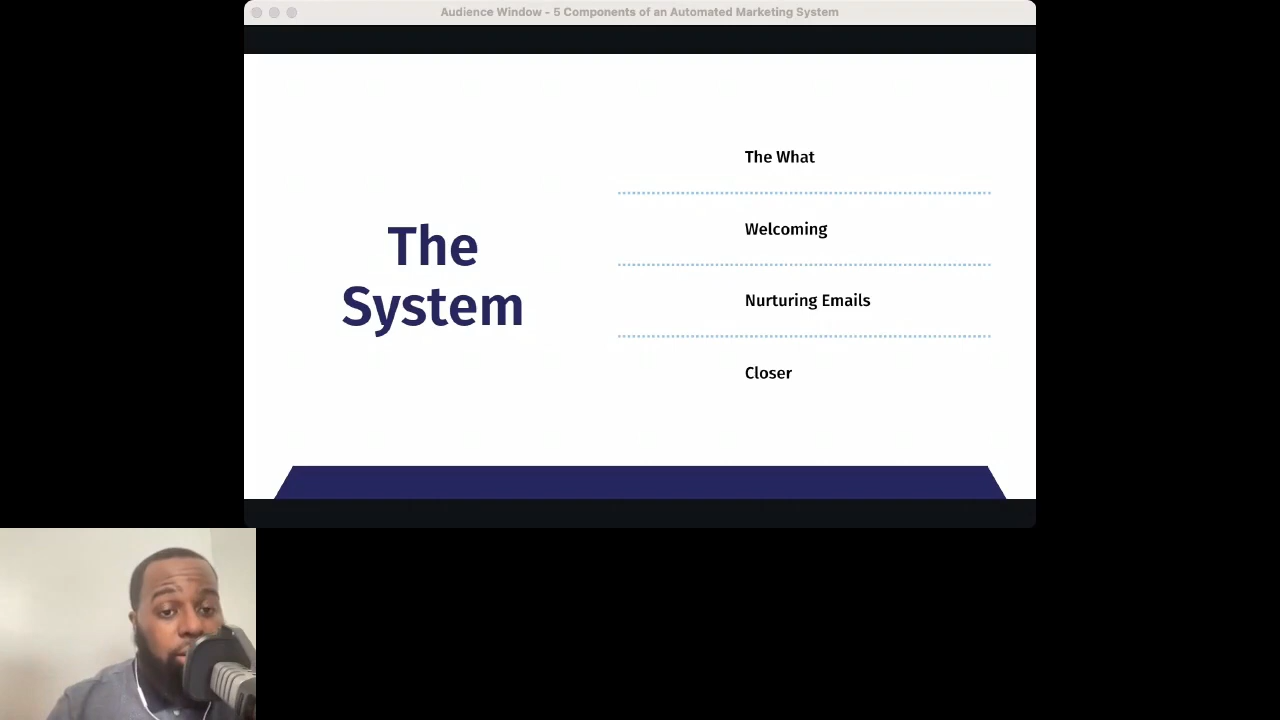 Audience Window - 5 Components of an Automated Marketing System
The
System
The What
Welcoming
Nurturing Emails
Closer